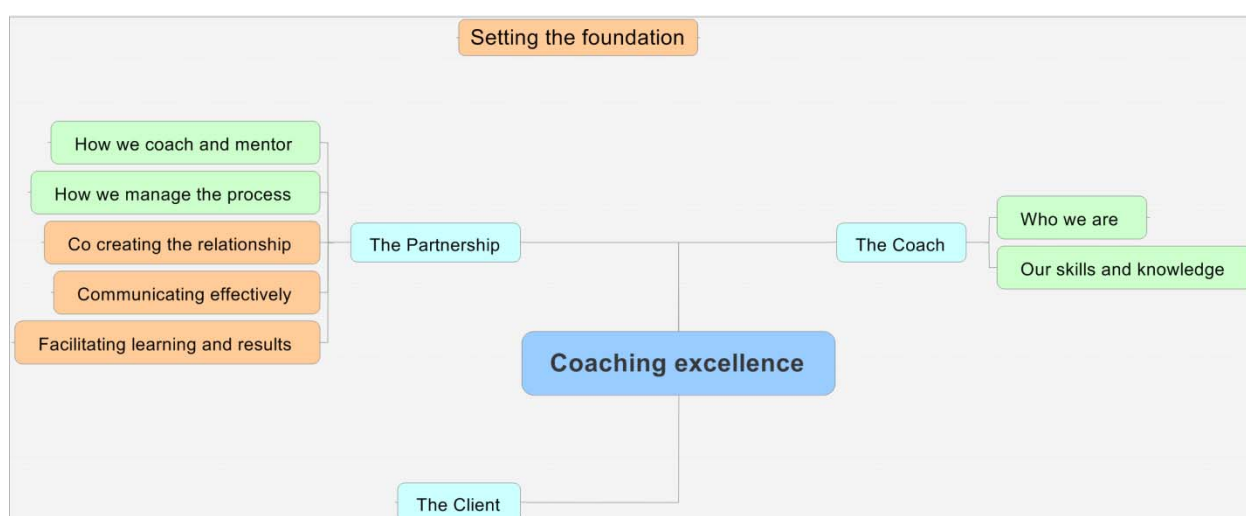 Setting the foundation
How we coach and mentor
How we manage the process
Co creating the relationship
Communicating effectively
Facilitating learning and results
The Partnership
The Coach
Who we are
Our skills and knowledge
Coaching excellence
The Client